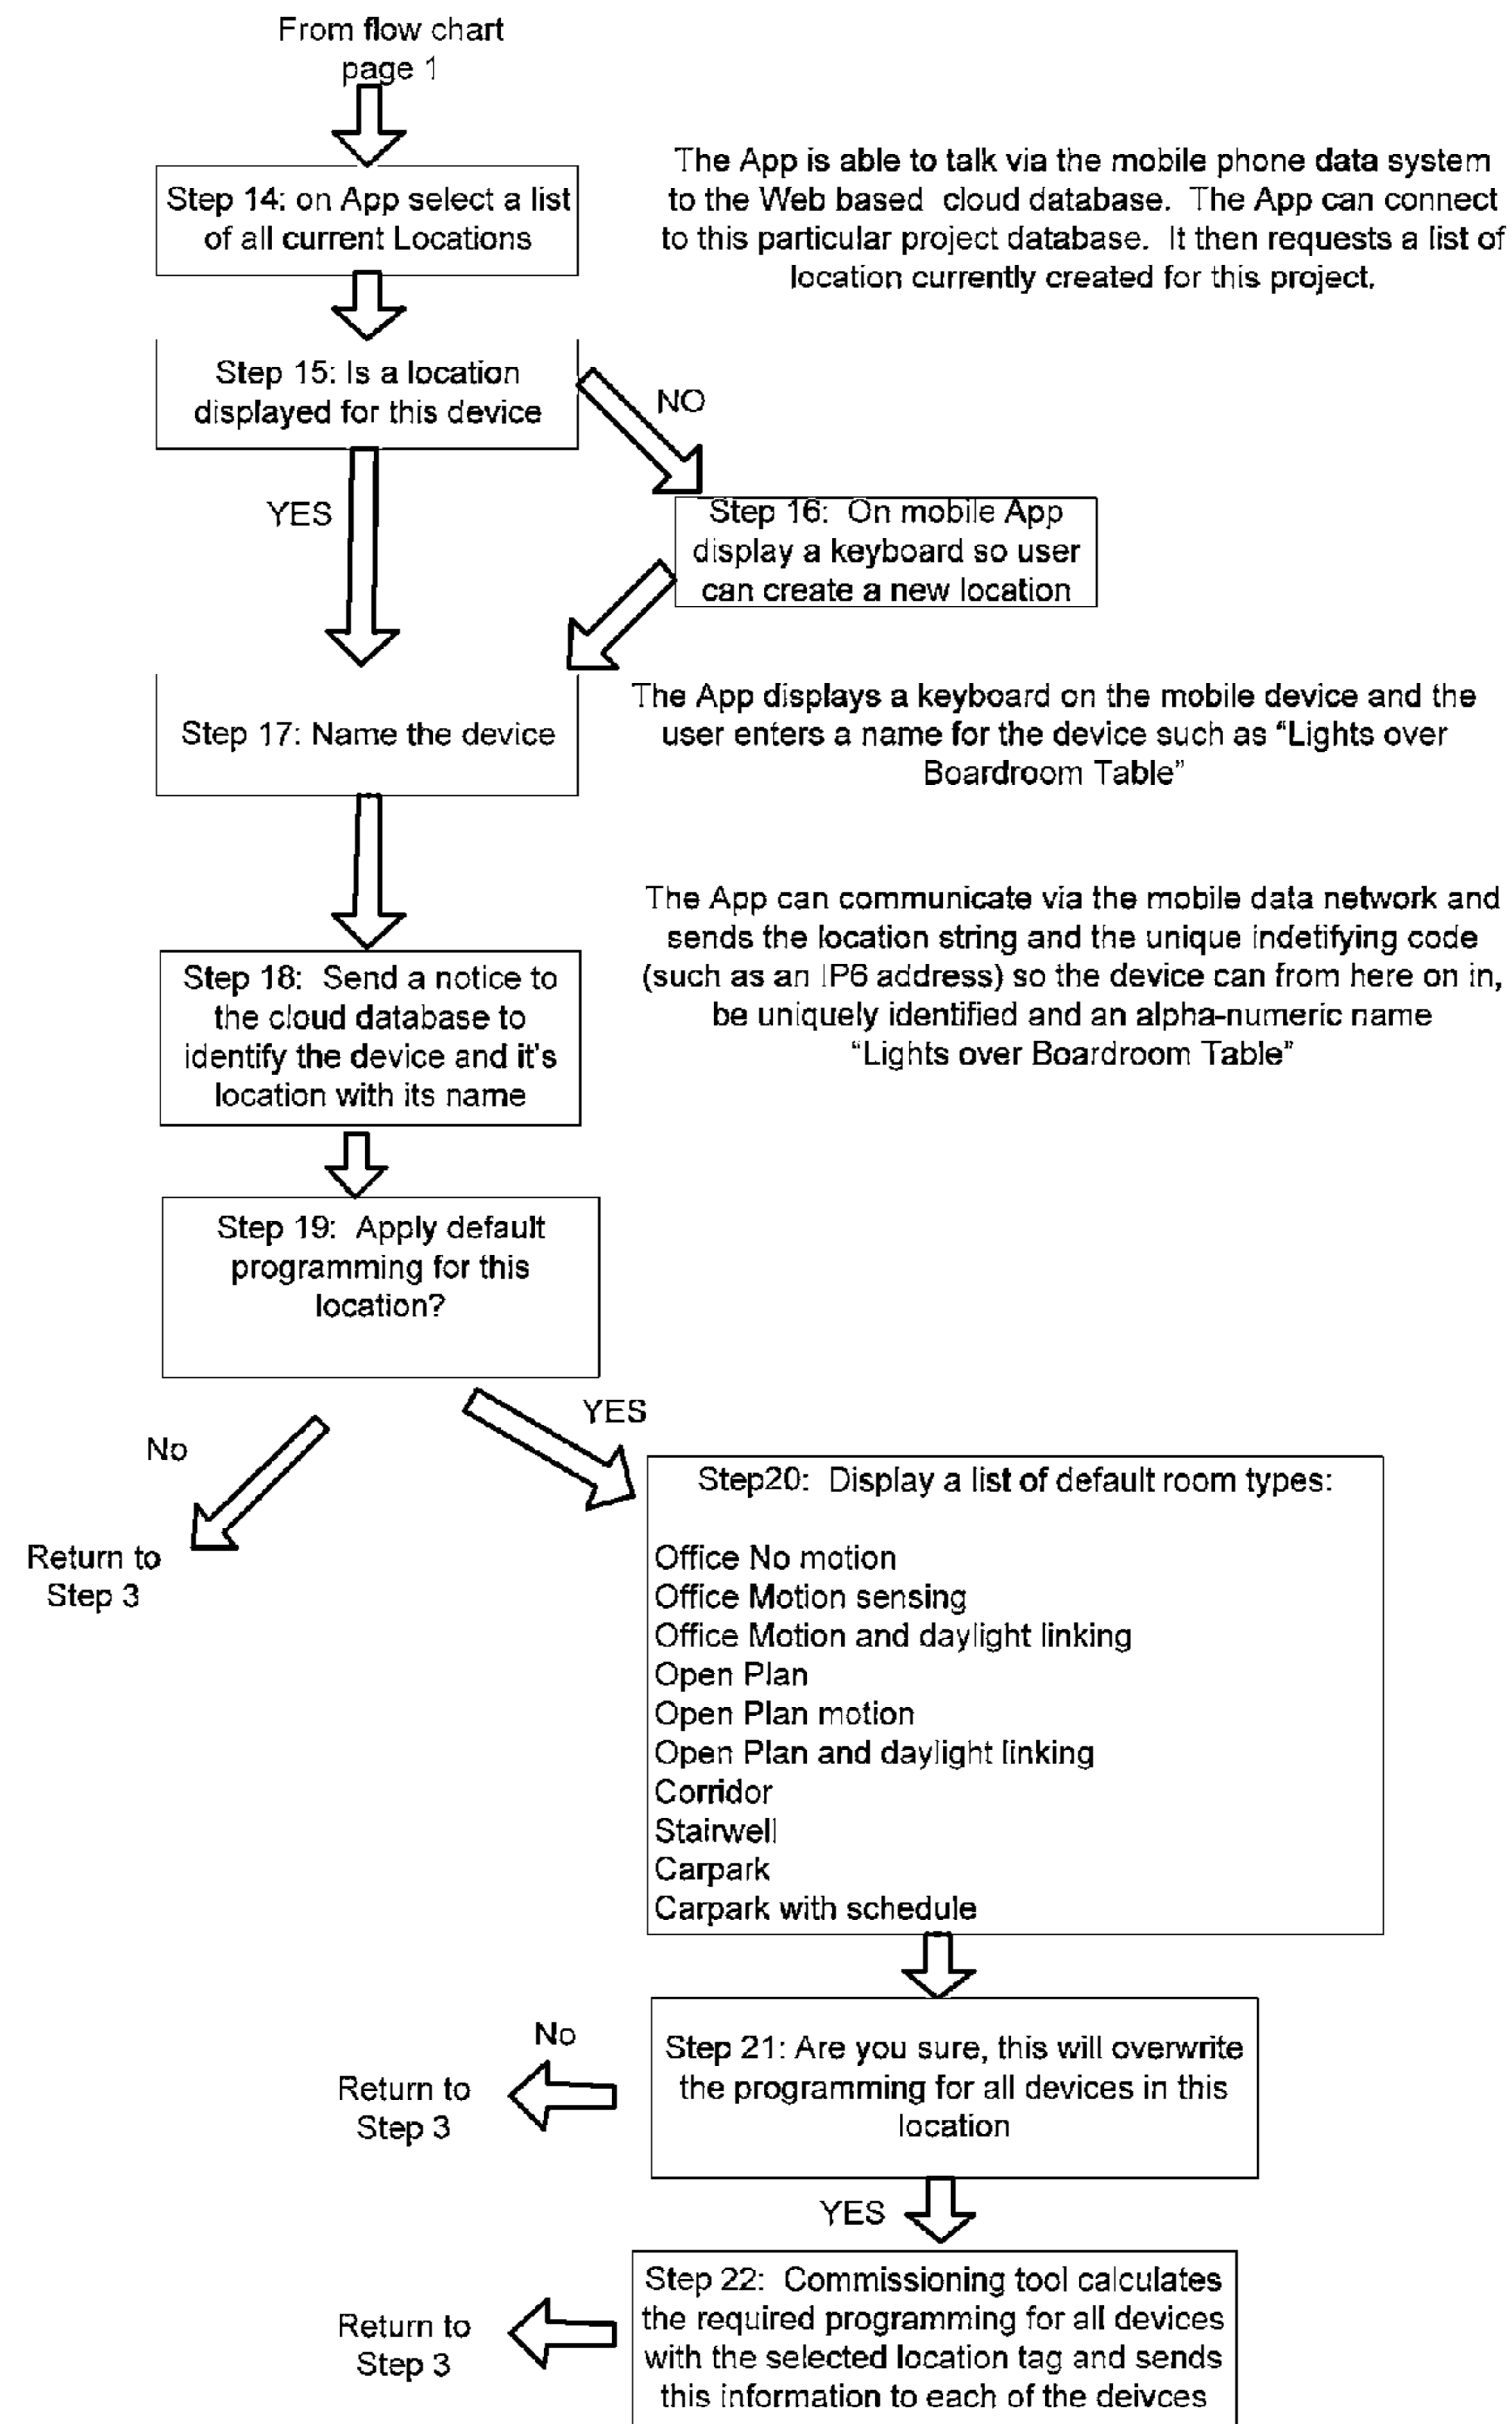 From flow chart
page 1
Step 14: on App select a list
of all current Locations
The App is able to talk via the mobile phone data system
to the Web based cloud database. The App can connect
to this particular project database. It then requests a list of
location currently created for this project.
Step 15: Is a location
displayed for this device
NO
YES
Step 16: On mobile App
display a keyboard so user
can create a new location
Step 17: Name the device
The App displays a keyboard on the mobile device and the
user enters a name for the device such as “Lights over
Boardroom Table”
Step 18: Send a notice to
the cloud database to
identify the device and it's
location with its name
The App can communicate via the mobile data network and
sends the location string and the unique indetifying code
(such as an IP6 address) so the device can from here on in,
be uniquely identified and an alpha-numeric name
“Lights over Boardroom Table”
Step 19: Apply default
programming for this
location?
No
Return to
Step 3
YES
Step20: Display a list of default room types:
Office No motion
Office Motion sensing
Office Motion and daylight linking
Open Plan
Open Plan motion
Open Plan and daylight linking
Corridor
Stairwell
Carpark
Carpark with schedule
Step 21: Are you sure, this will overwrite
the programming for all devices in this
location
No
Return to
Step 3
YES
Step 22: Commissioning tool calculates
the required programming for all devices
with the selected location tag and sends
this information to each of the deivces
Return to
Step 3